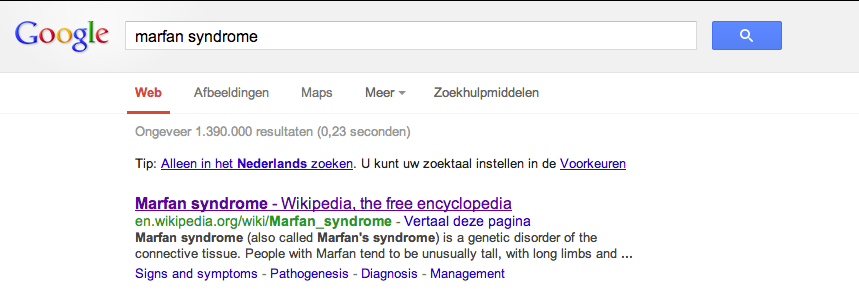 Google marfan syndrome
Web Afbeeldingen Maps Meer Zoekhulpmiddelen
Ongeveer 1.390.000 resultaten (0,23 seconden)
Tip: Alleen in het Nederlands zoeken. U kunt uw zoektaal instellen in de Voorkeuren
Marfan syndrome - Wikipedia, the free encyclopedia
en.wikipedia.org/wiki/Marfan_syndrome - Vertaal deze pagina
Marfan syndrome (also called Marfan's syndrome) is a genetic disorder of the
connective tissue. People with Marfan tend to be unusually tall, with long limbs and ...
Signs and symptoms - Pathogenesis - Diagnosis - Management